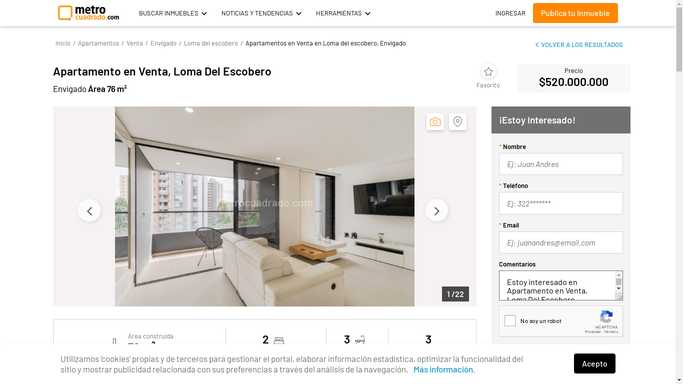 metro
cuadrado.com
BUSCAR INMUEBLES
NOTICIAS Y TENDENCIAS
HERRAMIENTAS
INGRESAR
Publica tu Inmueble
Inicio / Apartamentos / Venta / Envigado / Loma del escobero / Apartamentos en Venta en Loma del escobero, Envigado
VOLVER A LOS RESULTADOS
Apartamento en Venta, Loma Del Escobero
Envigado Área 76 m²
Favorito
Precio
$520.000.000
1 /22
¡Estoy Interesado!
* Nombre
Ej: Juan Andres
* Teléfono
Ej: 322*******
* Email
Ej: juanandres@email.com
Comentarios
Estoy interesado en
Apartamento en Venta,
Loma Del Escobero
No soy un robot
reCAPTCHA
Privacidad - Términos
Área construida
2
3
3
Utilizamos 'cookies' propias y de terceros para gestionar el portal, elaborar información estadística, optimizar la funcionalidad del
sitio y mostrar publicidad relacionada con sus preferencias a través del análisis de la navegación. Más información.
Acepto